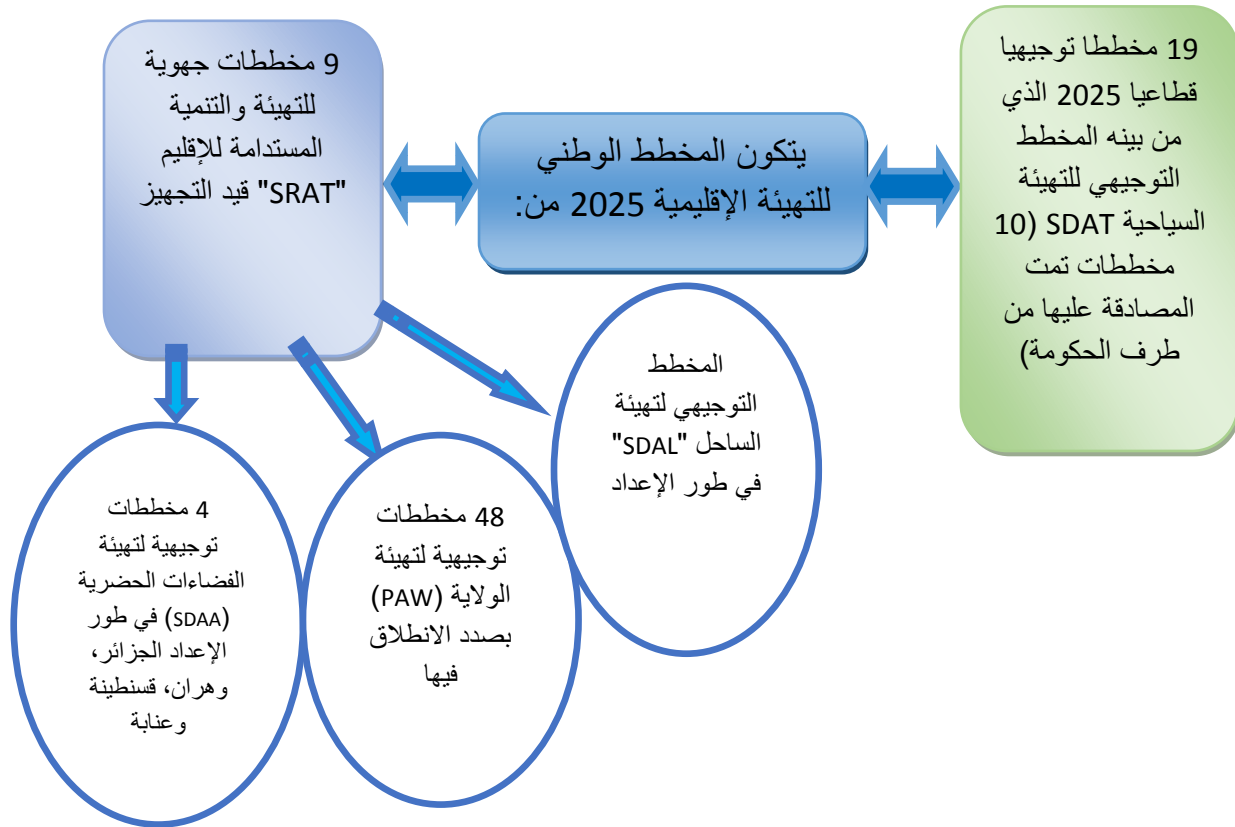 19 مخططا توجيهيا
قطاعيا 2025 الذي
من بينه المخطط
التوجيهي للتهيئة
السياحية SDAT (10
مخططات تمت
المصادقة عليها من
طرف الحكومة)
يتكون المخطط الوطني
للتهيئة الإقليمية 2025 من:
9 مخططات جهوية
للتهيئة والتنمية
المستدامة للإقليم
"SRAT" قيد التجهيز
المخطط
التوجيهي لتهيئة
الساحل "SDAL"
في طور الإعداد
48 مخططات
توجيهية لتهيئة
الولاية (PAW)
بصدد الانطلاق
فيها
4 مخططات
توجيهية لتهيئة
الفضاءات الحضرية
(SDAA) في طور
الإعداد الجزائر،
وهران، قسنطينة
وعنابة